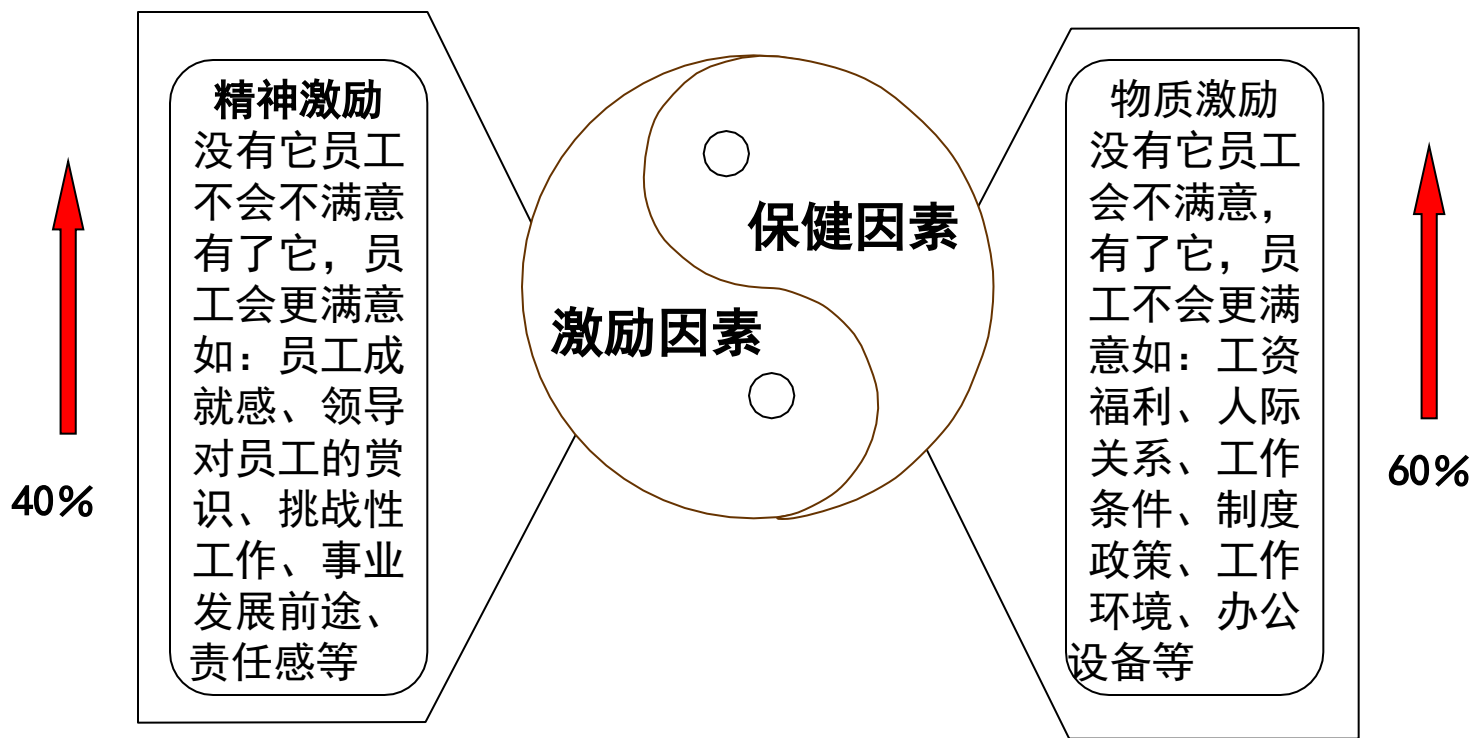 精神激励
没有它员工
不会不满意
有了它，员
工会更满意
如：员工成
就感、领导
对员工的赏
识、挑战性
工作、事业
发展前途、
责任感等
40%
保健因素
激励因素
物质激励
没有它员工
会不满意，
有了它，员
工不会更满
意如：工资
福利、人际
关系、工作
条件、制度
政策、工作
环境、办公
设备等
60%